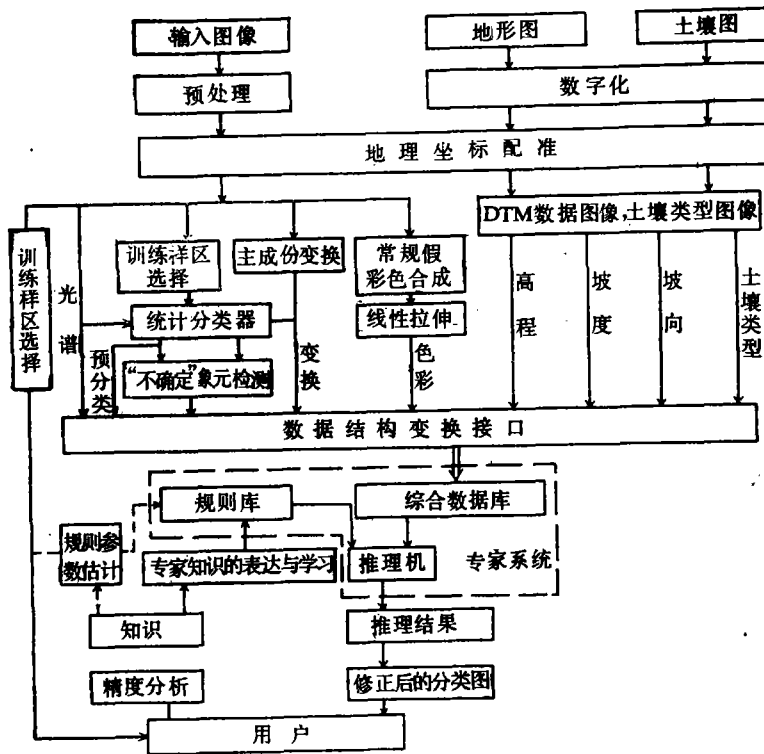 输入图像
地形图
土壤图
预处理
数字化
地理坐标配准
DTM数据图像,土壤类型图像
训练样区选择
光谱
训练样区
选择
主成份变换
常规假
彩色合成
统计分类器
线性拉伸
预分类
“不确定”象元检测
变换
色彩
高程
坡度
坡向
土壤类型
数据结构变换接口
规则库
综合数据库
规则参
数估计
专家知识的表达与学习
推理机
专家系统
知识
推理结果
精度分析
修正后的分类图
用户